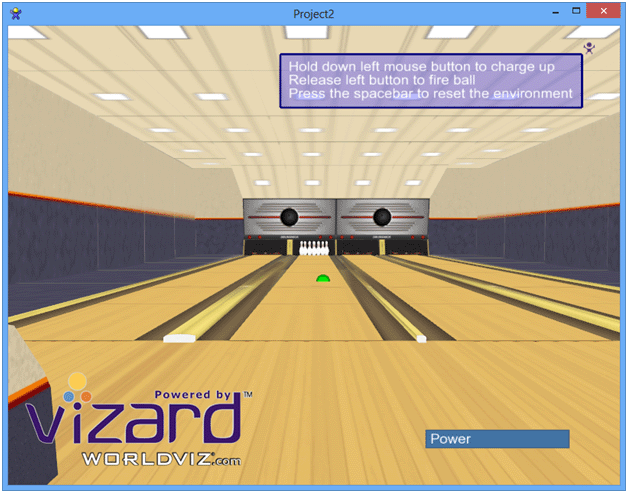 Project2
Hold down left mouse button to charge up
Release left button to fire ball
Press the spacebar to reset the environment
Powered by
vizard™
WORLDVIZ.com
Power